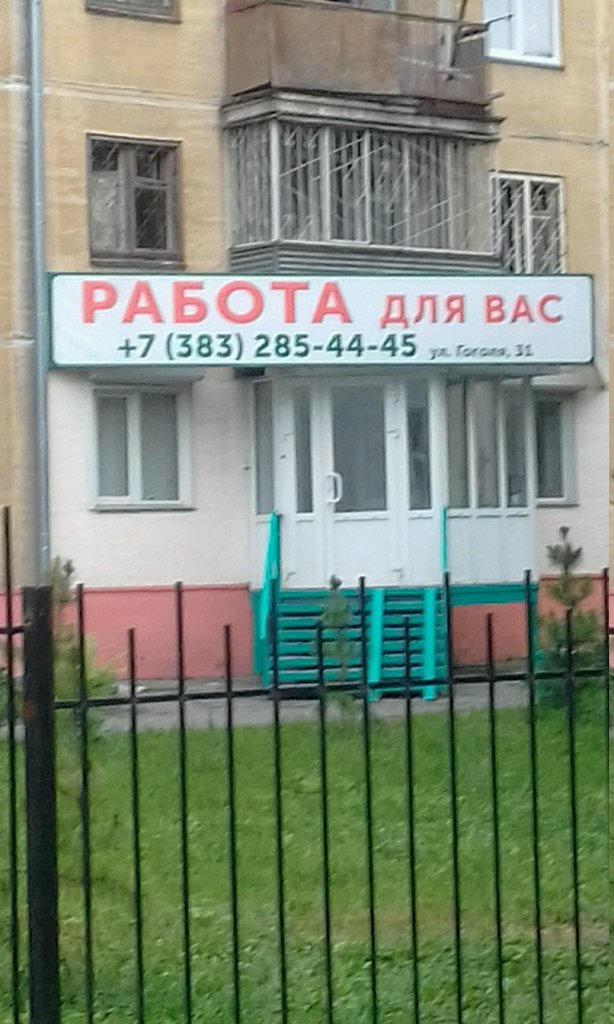 РАБОТА ДЛЯ ВАС
+7 (383) 285-44-45 ул. Гоголя, 31